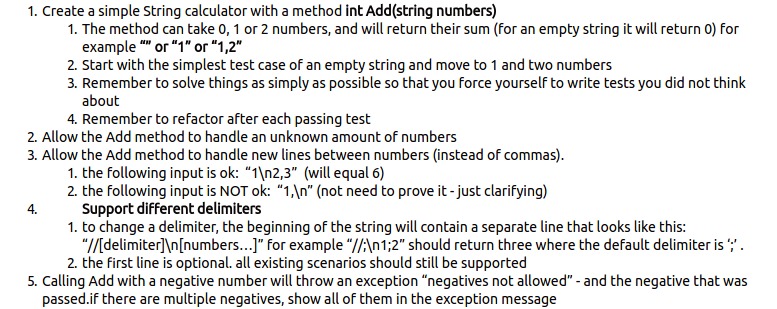 1. Create a simple String calculator with a method int Add(string numbers)
1. The method can take 0, 1 or 2 numbers, and will return their sum (for an empty string it will return 0) for
example “” or “1” or “1,2”
2. Start with the simplest test case of an empty string and move to 1 and two numbers
3. Remember to solve things as simply as possible so that you force yourself to write tests you did not think
about
4. Remember to refactor after each passing test
2. Allow the Add method to handle an unknown amount of numbers
3. Allow the Add method to handle new lines between numbers (instead of commas).
1. the following input is ok: “1\n2,3” (will equal 6)
2. the following input is NOT ok: “1,\n” (not need to prove it - just clarifying)
4. Support different delimiters
1. to change a delimiter, the beginning of the string will contain a separate line that looks like this:
“//[delimiter]\n[numbers...]” for example “//;\n1;2” should return three where the default delimiter is ‘;’ .
2. the first line is optional. all existing scenarios should still be supported
5. Calling Add with a negative number will throw an exception “negatives not allowed” - and the negative that was
passed.if there are multiple negatives, show all of them in the exception message